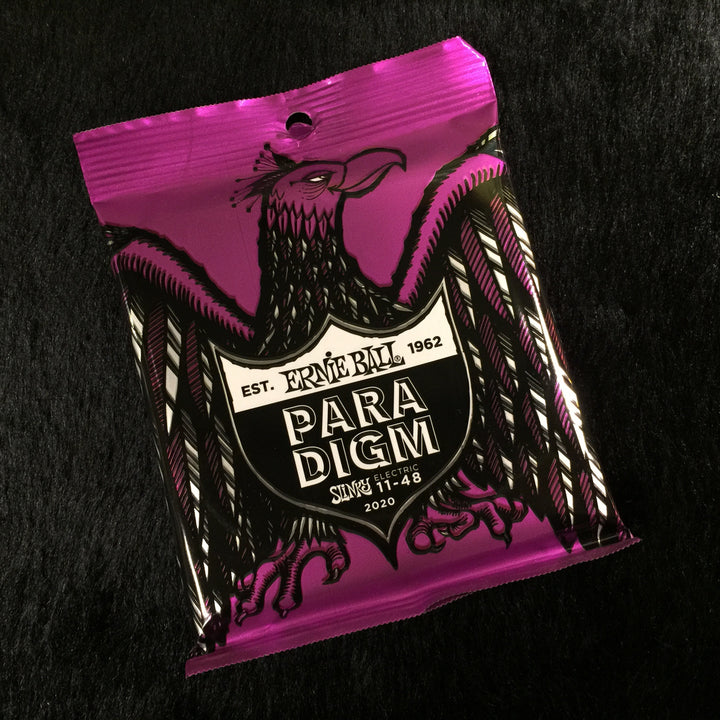 EST. ERNIE BALL® 1962
PARA
DIGM
SLINKY ELECTRIC 11-48
2020